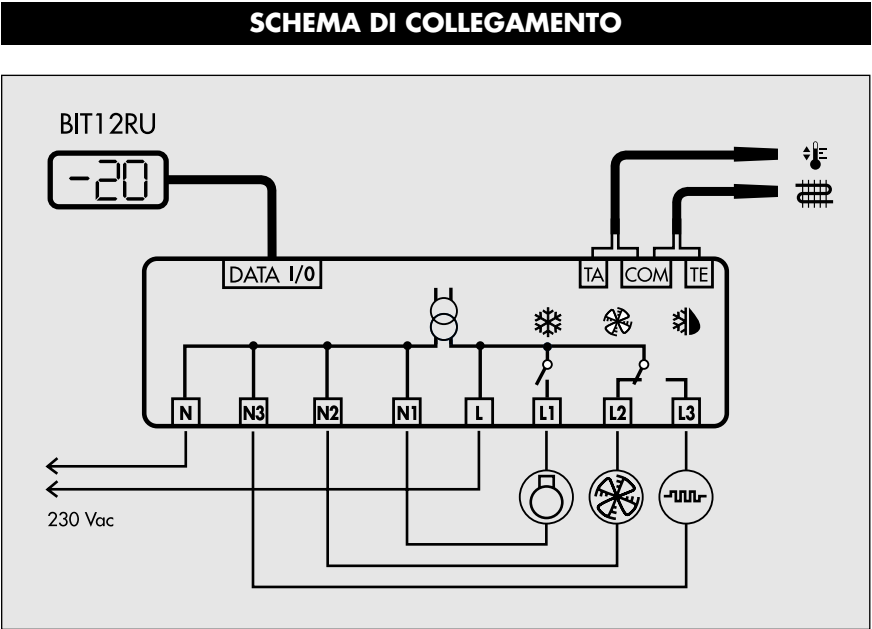 SCHEMA DI COLLEGAMENTO
BIT12RU
-20
DATA I/0
TA COM TE
N N3 N2 N1 L L1 L2 L3
230 Vac